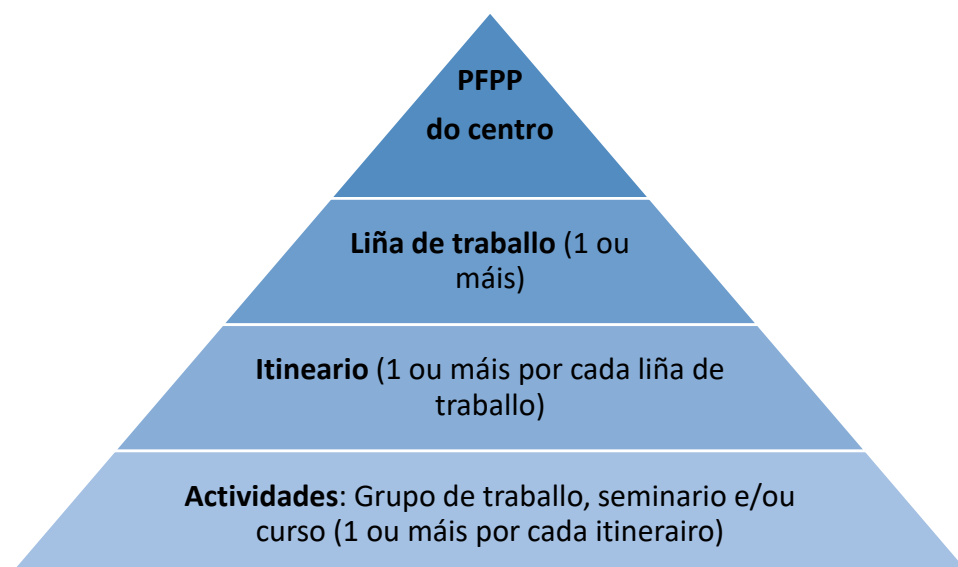 PFPP
do centro
Liña de traballo (1 ou
máis)
Itineario (1 ou máis por cada liña de
traballo)
Actividades: Grupo de traballo, seminario e/ou
curso (1 ou máis por cada itinerairo)